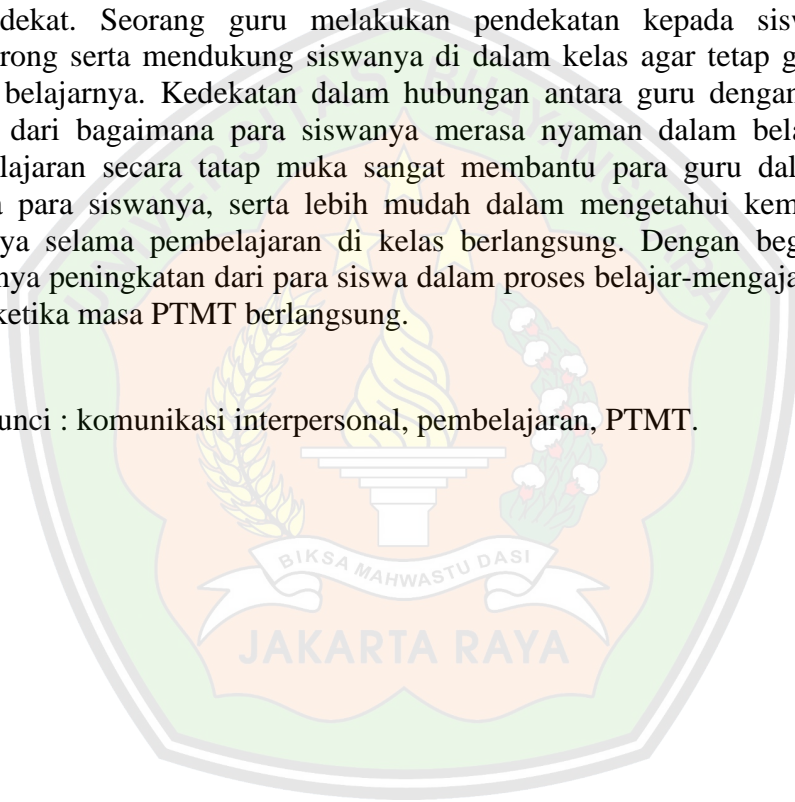 dekat. Seorang guru melakukan pendekatan kepada sisw
rong serta mendukung siswanya di dalam kelas agar tetap g
belajarnya. Kedekatan dalam hubungan antara guru dengan
dari bagaimana para siswanya merasa nyaman dalam bela
lajaran secara tatap muka sangat membantu para guru dal
para siswanya, serta lebih mudah dalam mengetahui kem
ya selama pembelajaran di kelas berlangsung. Dengan beg
nya peningkatan dari para siswa dalam proses belajar-mengaja
ketika masa PTMT berlangsung.
unci : komunikasi interpersonal, pembelajaran, PTMT.
UNIVERSITAS BHAYANGKARA
BIKSA MAHWASTU DASI
JAKARTA RAYA